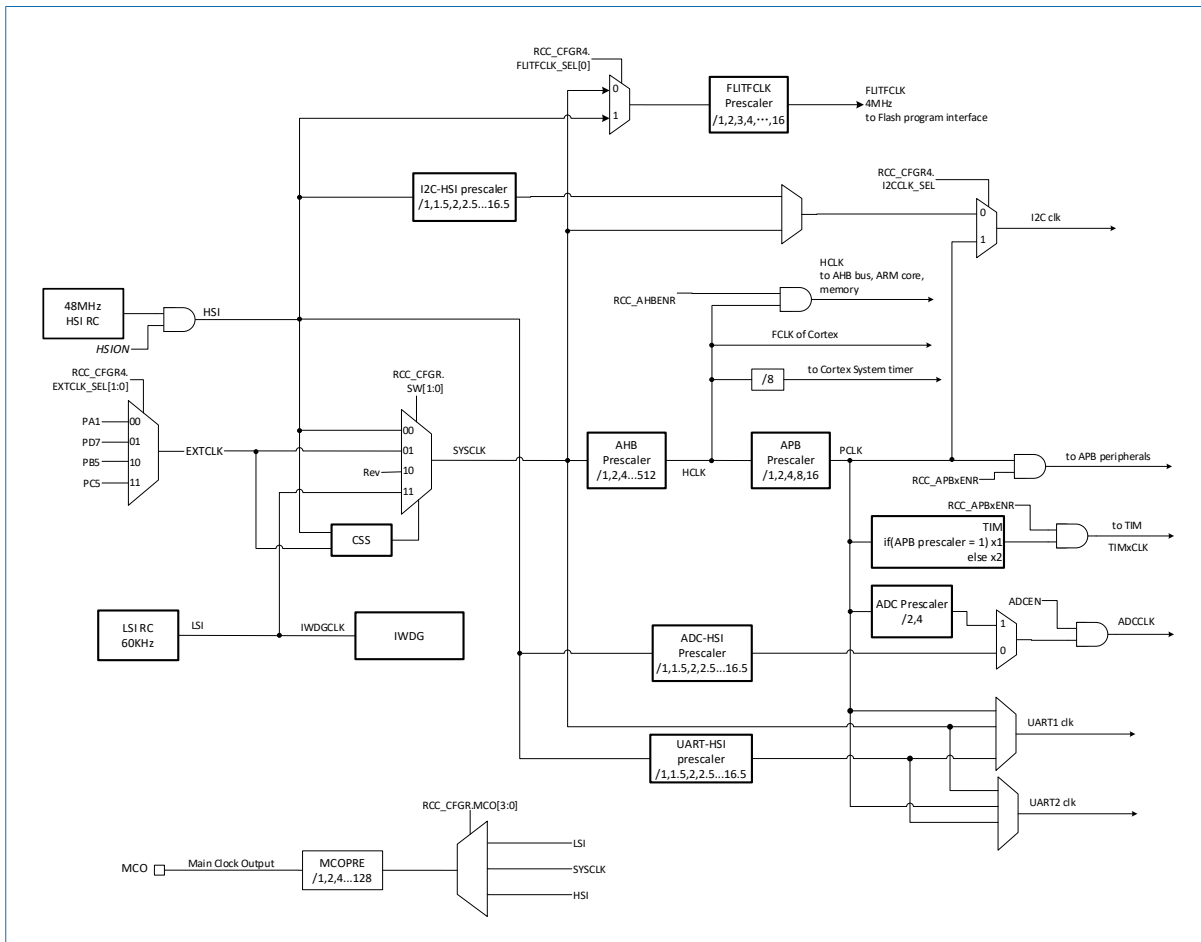 RCC_CFGR4.
FLITFCLK_SEL[0]
0
1
FLITFCLK
Prescaler
/1,2,3,4,···,16
FLITFCLK
4MHz
to Flash program interface
I2C-HSI prescaler
/1,1.5,2,2.5...16.5
RCC_CFGR4.
I2CCLK_SEL
0
1
I2C clk
48MHz
HSI RC
HSION
HSI
RCC_AHBENR
HCLK
to AHB bus, ARM core,
memory
FCLK of Cortex
/8
to Cortex System timer
RCC_CFGR4.
EXTCLK_SEL[1:0]
PA1
00
PD7
01
PB5
10
PC5
11
EXTCLK
RCC_CFGR.
SW[1:0]
00
01
Rev
10
11
SYSCLK
CSS
AHB
Prescaler
/1,2,4...512
HCLK
APB
Prescaler
/1,2,4,8,16
PCLK
to APB peripherals
RCC_APBxENR
RCC_APBxENR
TIM
if(APB prescaler = 1) x1
else x2
to TIM
TIMxCLK
LSI RC
60KHz
LSI
IWDGCLK
IWDG
ADC Prescaler
/2,4
ADCEN
1
0
ADCCLK
ADC-HSI
Prescaler
/1,1.5,2,2.5...16.5
UART-HSI
prescaler
/1,1.5,2,2.5...16.5
UART1 clk
UART2 clk
RCC_CFGR.MCO[3:0]
MCO
Main Clock Output
MCOPRE
/1,2,4...128
LSI
SYSCLK
HSI